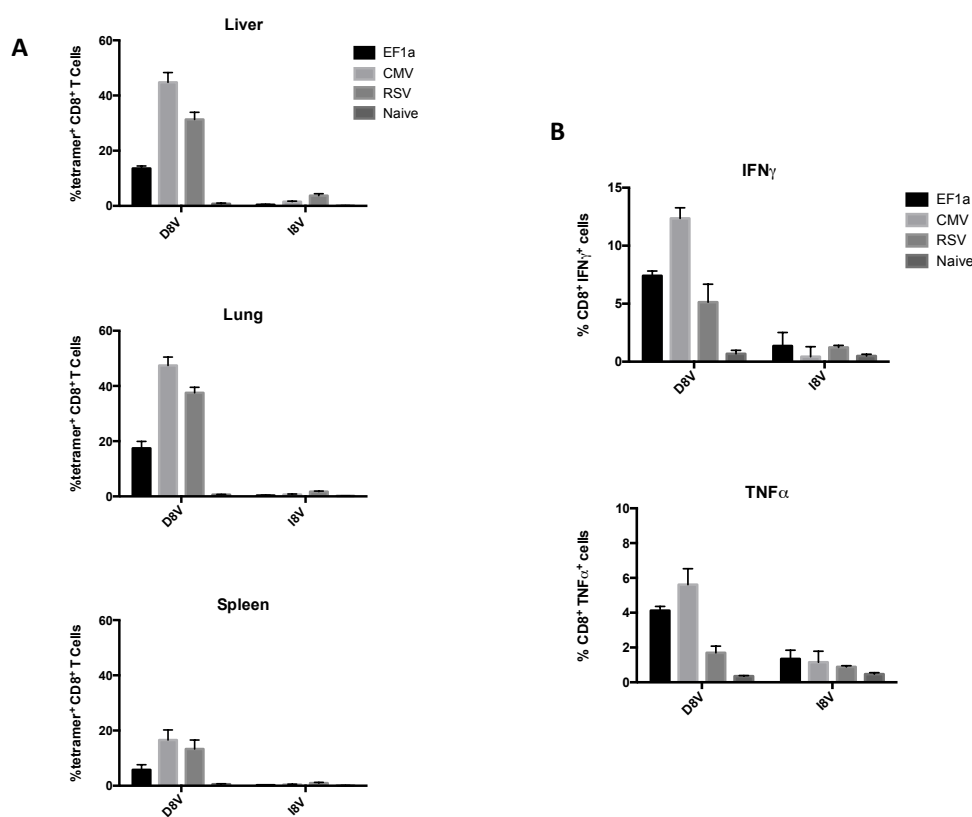 A
Liver
%tetramer⁺ CD8⁺ T Cells
60
40
20
0
D8V
I8V
EF1a
CMV
RSV
Naive
Lung
%tetramer⁺ CD8⁺T Cells
60
40
20
0
D8V
I8V
Spleen
%tetramer⁺ CD8⁺ T Cells
60
40
20
0
D8V
I8V
B
IFNγ
% CD8⁺ IFNγ⁺ cells
15
10
5
0
D8V
I8V
EF1a
CMV
RSV
Naive
TNFα
% CD8⁺ TNFα⁺ cells
10
8
6
4
2
0
D8V
I8V